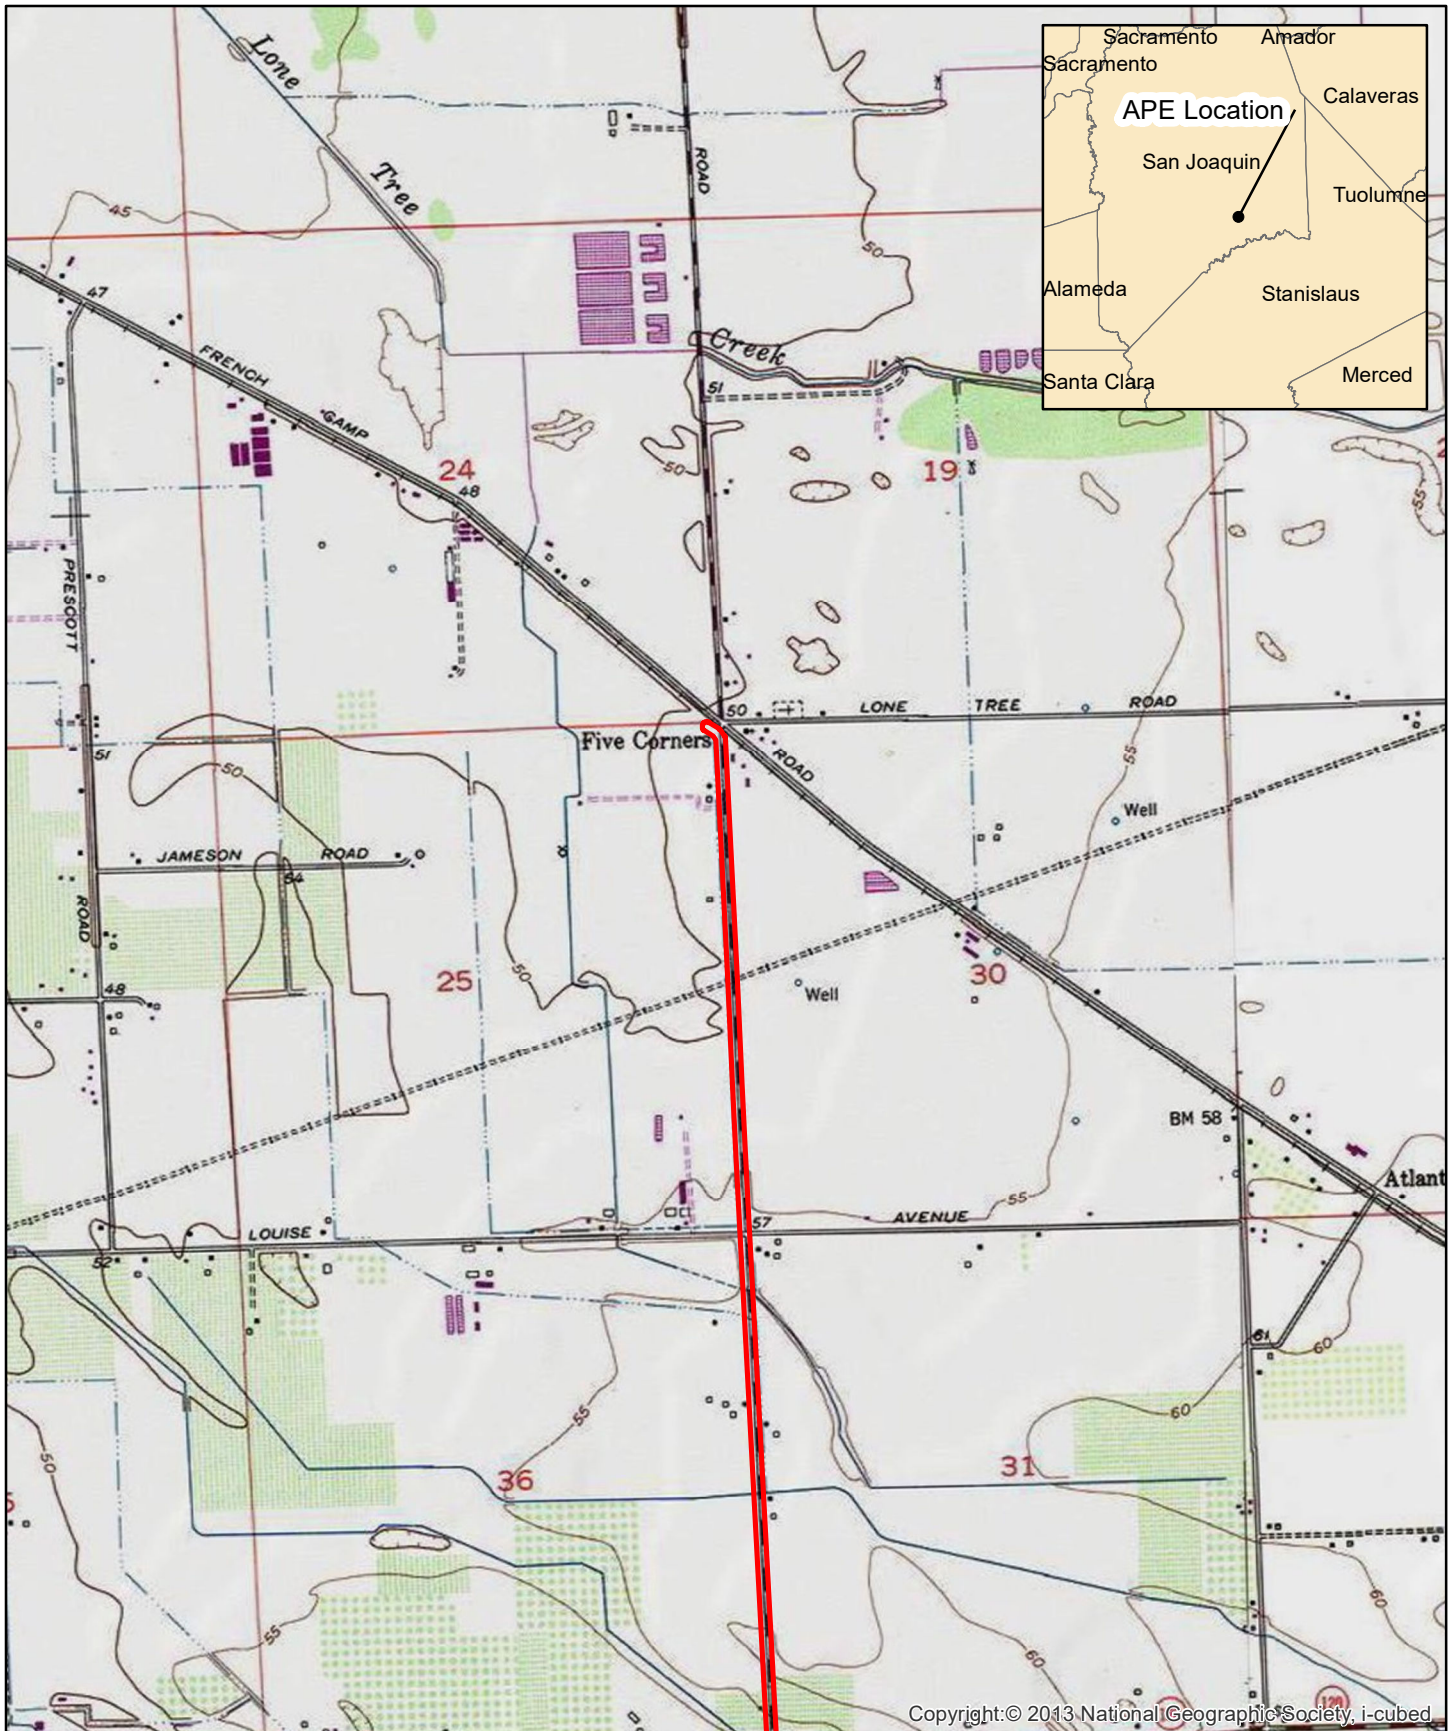 Sacramento
Amador
Sacramento
Calaveras
APE Location
San Joaquin
Tuolumne
Alameda
Stanislaus
Santa Clara
Merced
Lone
Tree
Creek
ROAD
45
50
47
FRENCH
CAMP
51
24
48
50
19
55
PRESCOTT
50
LONE TREE ROAD
Five Corners
ROAD
55
51
50
Well
JAMESON ROAD
54
ROAD
25
50
30
48
Well
BM 58
Atlant
55
57
AVENUE
LOUISE
52
61
60
55
60
50
36
31
60
55
60
120
Copyright:© 2013 National Geographic Society, i-cubed